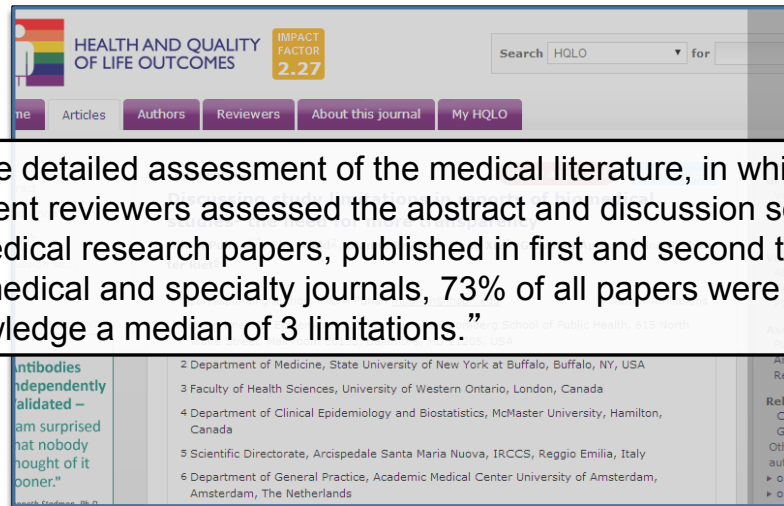 HEALTH AND QUALITY
OF LIFE OUTCOMES
IMPACT
FACTOR
2.27
Search HQLO for
me Articles Authors Reviewers About this journal My HQLO
e detailed assessment of the medical literature, in whi
ent reviewers assessed the abstract and discussion se
edical research papers, published in first and second t
nedical and specialty journals, 73% of all papers were
wledge a median of 3 limitations.”
2 Department of Medicine, State University of New York at Buffalo, Buffalo, NY, USA
3 Faculty of Health Sciences, University of Western Ontario, London, Canada
4 Department of Clinical Epidemiology and Biostatistics, McMaster University, Hamilton,
Canada
5 Scientific Directorate, Arcispedale Santa Maria Nuova, IRCCS, Reggio Emilia, Italy
6 Department of General Practice, Academic Medical Center University of Amsterdam,
Amsterdam, The Netherlands
ntibodies
ndependently
alidated –
am surprised
hat nobody
hought of it
ooner."